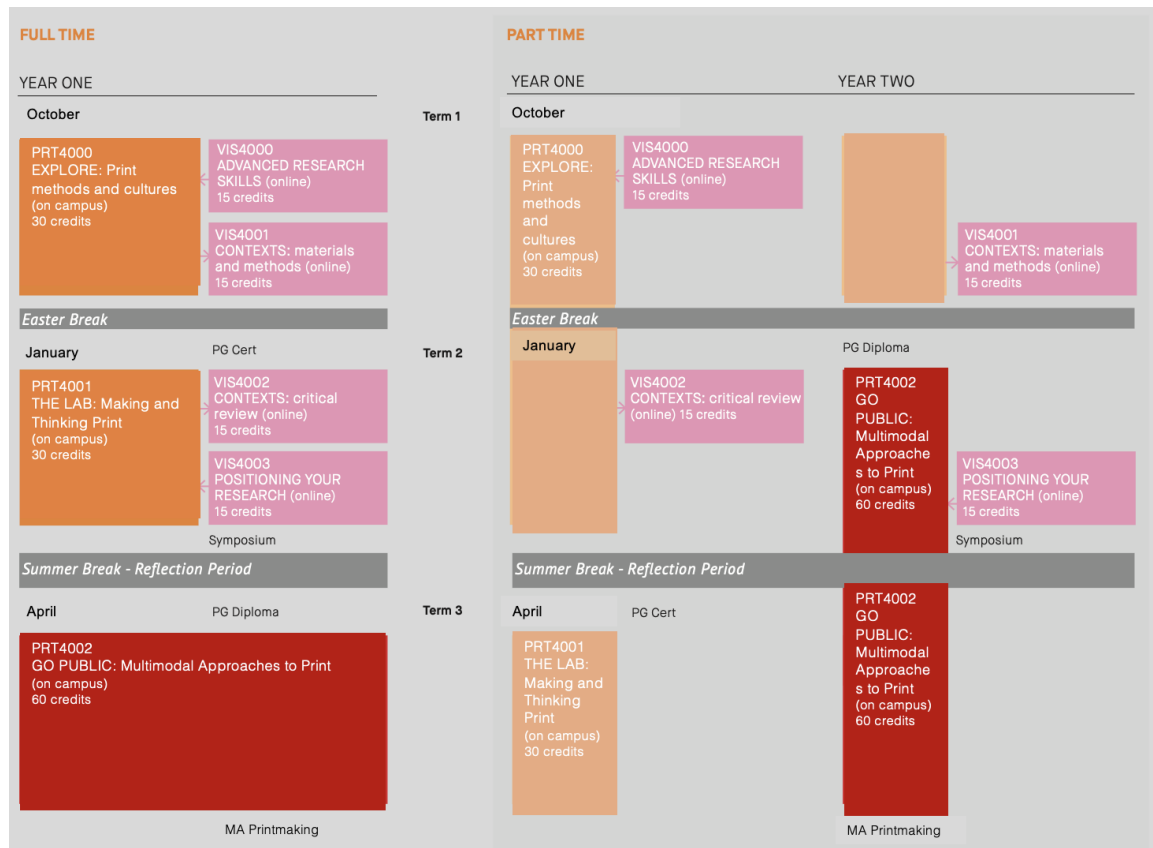 FULL TIME
YEAR ONE
October
PRT4000
EXPLORE: Print
methods and cultures
(on campus)
30 credits
VIS4000
ADVANCED RESEARCH
SKILLS (online)
15 credits
VIS4001
CONTEXTS: materials
and methods (online)
15 credits
Easter Break
January
PG Cert
PRT4001
THE LAB: Making and
Thinking Print
(on campus)
30 credits
VIS4002
CONTEXTS: critical
review (online)
15 credits
VIS4003
POSITIONING YOUR
RESEARCH (online)
15 credits
Symposium
Summer Break - Reflection Period
April
PG Diploma
PRT4002
GO PUBLIC: Multimodal Approaches to Print
(on campus)
60 credits
MA Printmaking
Term 1
Term 2
Term 3
PART TIME
YEAR ONE
October
PRT4000
EXPLORE:
Print
methods
and
cultures
(on campus)
30 credits
VIS4000
ADVANCED RESEARCH
SKILLS (online)
15 credits
Easter Break
January
VIS4002
CONTEXTS: critical review
(online) 15 credits
Summer Break - Reflection Period
April
PG Cert
PRT4001
THE LAB:
Making and
Thinking
Print
(on campus)
30 credits
YEAR TWO
VIS4001
CONTEXTS: materials
and methods (online)
15 credits
PG Diploma
PRT4002
GO
PUBLIC:
Multimodal
Approache
s to Print
(on campus)
60 credits
VIS4003
POSITIONING YOUR
RESEARCH (online)
15 credits
Symposium
PRT4002
GO
PUBLIC:
Multimodal
Approache
s to Print
(on campus)
60 credits
MA Printmaking